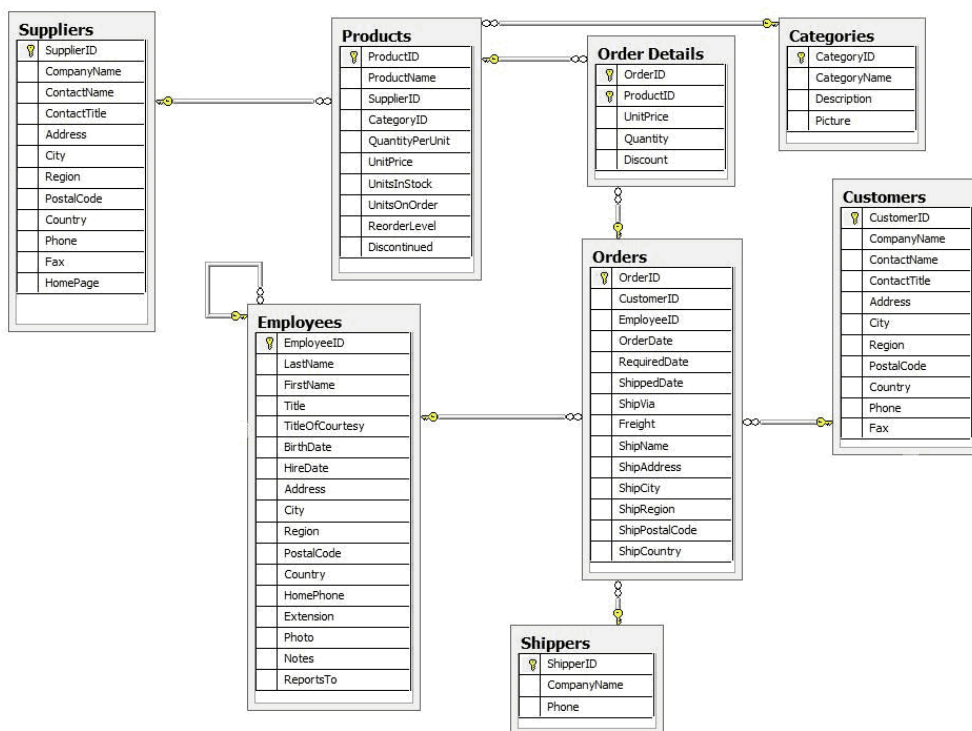 Suppliers
SupplierID
CompanyName
ContactName
ContactTitle
Address
City
Region
PostalCode
Country
Phone
Fax
HomePage
Products
ProductID
ProductName
SupplierID
CategoryID
QuantityPerUnit
UnitPrice
UnitsInStock
UnitsOnOrder
ReorderLevel
Discontinued
Order Details
OrderID
ProductID
UnitPrice
Quantity
Discount
Categories
CategoryID
CategoryName
Description
Picture
Customers
CustomerID
CompanyName
ContactName
ContactTitle
Address
City
Region
PostalCode
Country
Phone
Fax
Employees
EmployeeID
LastName
FirstName
Title
TitleOfCourtesy
BirthDate
HireDate
Address
City
Region
PostalCode
Country
HomePhone
Extension
Photo
Notes
ReportsTo
Orders
OrderID
CustomerID
EmployeeID
OrderDate
RequiredDate
ShippedDate
ShipVia
Freight
ShipName
ShipAddress
ShipCity
ShipRegion
ShipPostalCode
ShipCountry
Shippers
ShipperID
CompanyName
Phone